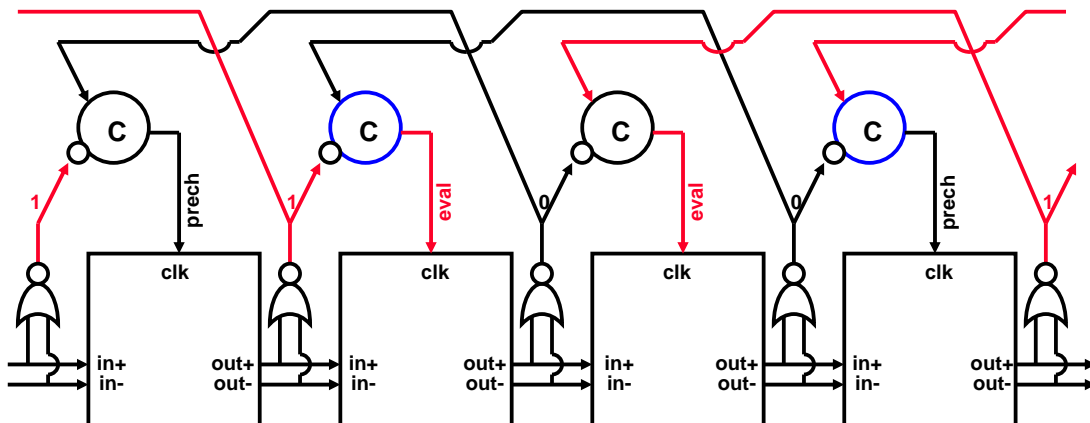 C C C C
1 prech 1 eval 0 eval 0 prech 1
clk clk clk clk
in+ out+ in+ out+ in+ out+ in+ out+
in- out- in- out- in- out- in- out-